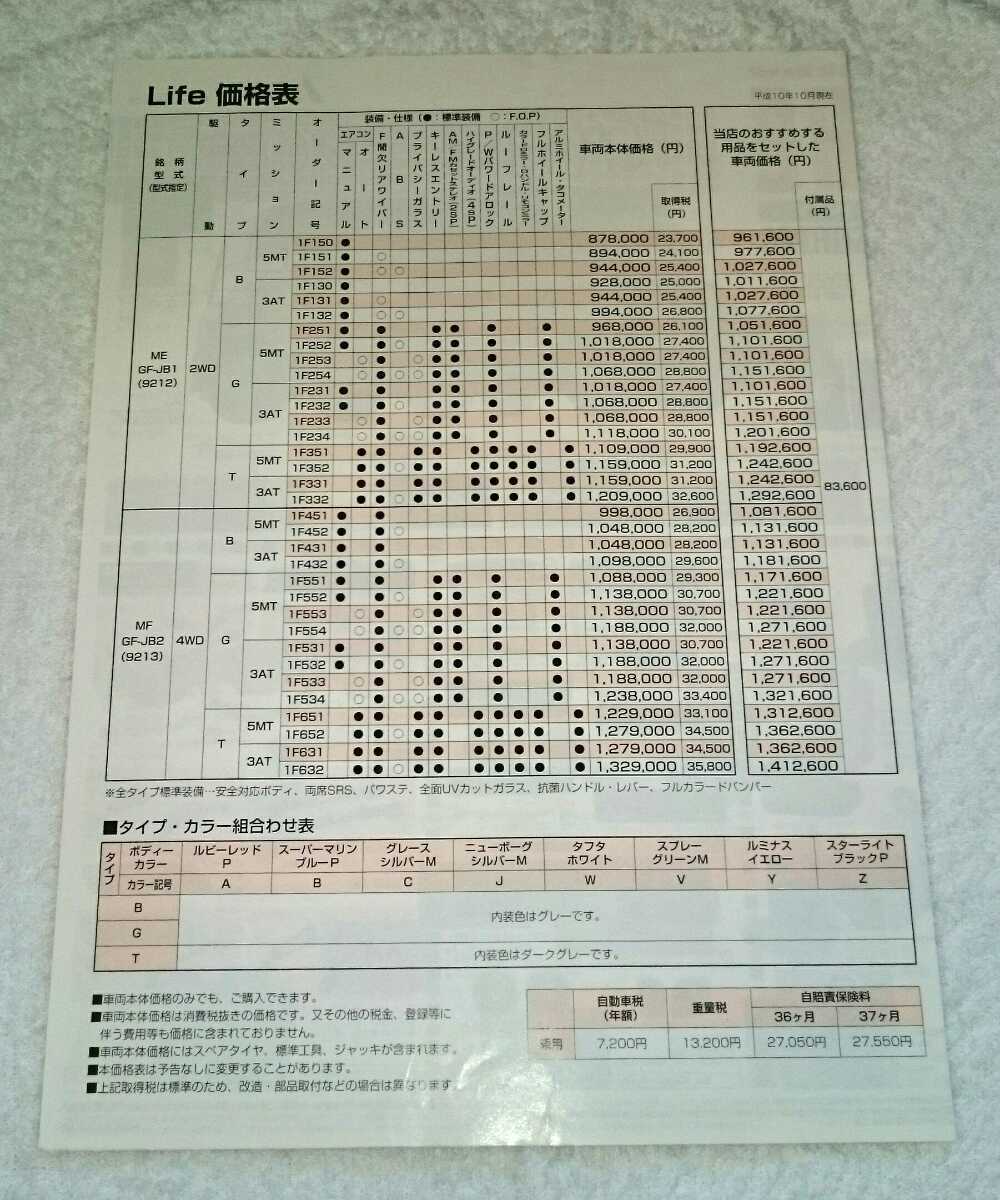 Life 価格表
平成10年10月現在
銘柄 型式 (型式指定) 駆動 タイプ ミッション オーダー記号 装備・仕様(●:標準装備 ○:F.O.P) 車両本体価格(円) 当店のおすすめする用品をセットした車両価格(円)
エアコン マニュアル オート F間欠リアワイパー ABS プライバシーガラス キーレスエントリー AM/FMカセットステレオ(2SP) ハイグレードオーディオ(4SP) P/Wパワードアロック ルーフレール フルホイールキャップ アルミホイール・タコメーター 取得税(円) 付属品(円)
ME GF-JB1 (9212) 2WD
B 5MT 1F150 ● 878,000 23,700 961,600
1F151 ● ○ 894,000 24,100 977,600
1F152 ● ○ ○ 944,000 25,400 1,027,600
3AT 1F130 ● 928,000 25,000 1,011,600
1F131 ● ○ 944,000 25,400 1,027,600
1F132 ● ○ ○ 994,000 26,800 1,077,600
G 5MT 1F251 ● ● ● ● ● ● 968,000 26,100 1,051,600
1F252 ● ● ○ ● ● ● ● 1,018,000 27,400 1,101,600
1F253 ○ ● ○ ● ● ● ● 1,018,000 27,400 1,101,600
1F254 ○ ● ○ ○ ● ● ● ● 1,068,000 28,800 1,151,600
3AT 1F231 ● ● ● ● ● ● 1,018,000 27,400 1,101,600
1F232 ● ● ○ ● ● ● ● 1,068,000 28,800 1,151,600
1F233 ○ ● ○ ● ● ● ● 1,068,000 28,800 1,151,600
1F234 ○ ● ○ ○ ● ● ● ● 1,118,000 30,100 1,201,600
T 5MT 1F351 ● ● ● ● ● ● ● ● ● 1,109,000 29,900 1,192,600
1F352 ● ● ○ ● ● ● ● ● ● ● 1,159,000 31,200 1,242,600
3AT 1F331 ● ● ● ● ● ● ● ● ● 1,159,000 31,200 1,242,600
1F332 ● ● ○ ● ● ● ● ● ● ● 1,209,000 32,600 1,292,600
83,600
MF GF-JB2 (9213) 4WD
B 5MT 1F451 ● ● 998,000 26,900 1,081,600
1F452 ● ● ○ 1,048,000 28,200 1,131,600
3AT 1F431 ● ● 1,048,000 28,200 1,131,600
1F432 ● ● ○ 1,098,000 29,600 1,181,600
G 5MT 1F551 ● ● ● ● ● ● 1,088,000 29,300 1,171,600
1F552 ● ● ○ ● ● ● ● 1,138,000 30,700 1,221,600
1F553 ○ ● ○ ● ● ● ● 1,138,000 30,700 1,221,600
1F554 ○ ● ○ ○ ● ● ● ● 1,188,000 32,000 1,271,600
3AT 1F531 ● ● ● ● ● ● 1,138,000 30,700 1,221,600
1F532 ● ● ○ ● ● ● ● 1,188,000 32,000 1,271,600
1F533 ○ ● ○ ● ● ● ● 1,188,000 32,000 1,271,600
1F534 ○ ● ○ ○ ● ● ● ● 1,238,000 33,400 1,321,600
T 5MT 1F651 ● ● ● ● ● ● ● ● ● 1,229,000 33,100 1,312,600
1F652 ● ● ○ ● ● ● ● ● ● ● 1,279,000 34,500 1,362,600
3AT 1F631 ● ● ● ● ● ● ● ● ● 1,279,000 34,500 1,362,600
1F632 ● ● ○ ● ● ● ● ● ● ● 1,329,000 35,800 1,412,600
※全タイプ標準装備…安全対応ボディ、両席SRS、パワステ、全面UVカットガラス、抗菌ハンドル・レバー、フルカラードバンパー
■タイプ・カラー組合わせ表
タイプ ボディーカラー ルビーレッドP スーパーマリンブルーP グレースシルバーM ニューボーグシルバーM タフタホワイト スプレーグリーンM ルミナスイエロー スターライトブラックP
カラー記号 A B C J W V Y Z
B
G
内装色はグレーです。
T 内装色はダークグレーです。
■車両本体価格のみでも、ご購入できます。
■車両本体価格は消費税抜きの価格です。又その他の税金、登録等に
伴う費用等も価格に含まれておりません。
■車両本体価格にはスペアタイヤ、標準工具、ジャッキが含まれます。
■本価格表は予告なしに変更することがあります。
■上記取得税は標準のため、改造・部品取付などの場合は異なります。
自動車税(年額) 重量税 自賠責保険料
36ヶ月 37ヶ月
乗用 7,200円 13,200円 27,050円 27,550円